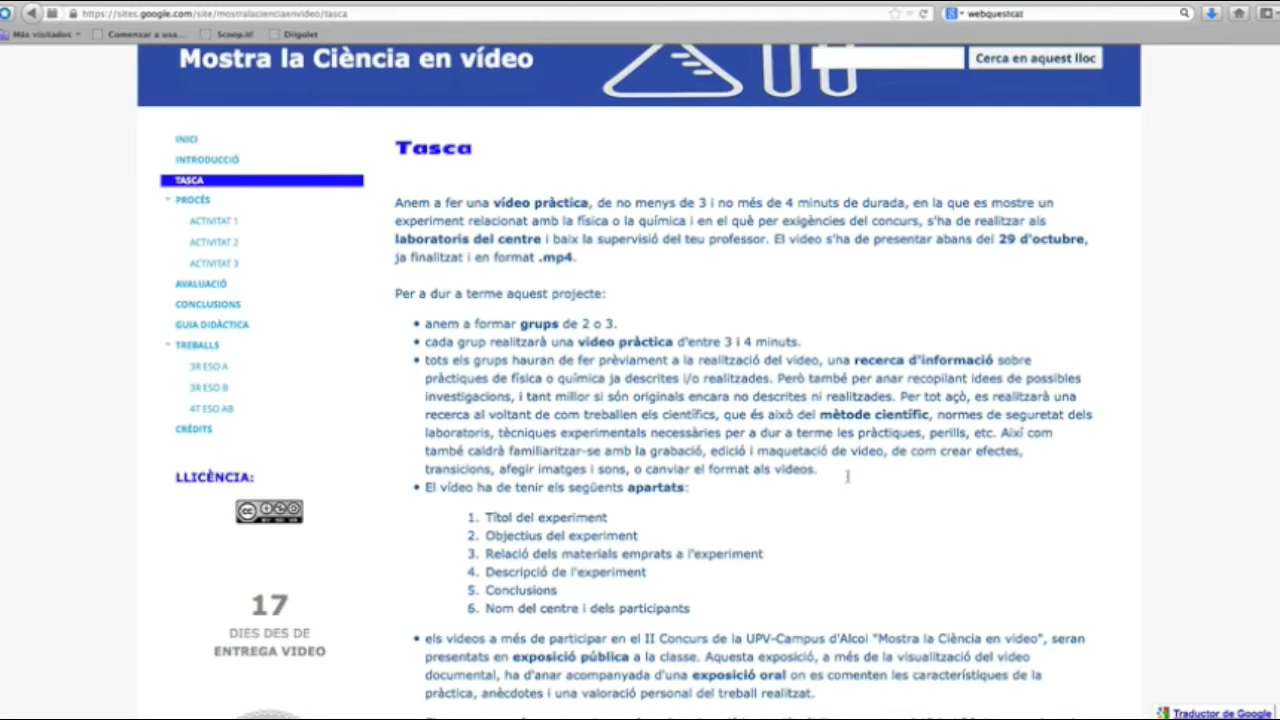 https://sites.google.com/site/mostralacienciaenvideo/tasca
webquestcat
Más visitados
Comenzar a usa...
Scoop.it!
Diigolet
Mostra la Ciència en vídeo
Cerca en aquest lloc
INICI
INTRODUCCIÓ
TASCA
PROCÉS
ACTIVITAT 1
ACTIVITAT 2
ACTIVITAT 3
AVALUACIÓ
CONCLUSIONS
GUIA DIDÀCTICA
TREBALLS
3R ESO A
3R ESO B
4T ESO AB
CRÈDITS
LLICÈNCIA:
17
DIES DES DE
ENTREGA VIDEO
Tasca
Anem a fer una vídeo pràctica, de no menys de 3 i no més de 4 minuts de durada, en la que es mostre un
experiment relacionat amb la física o la química i en el què per exigències del concurs, s'ha de realitzar als
laboratoris del centre i baix la supervisió del teu professor. El video s'ha de presentar abans del 29 d'octubre,
ja finalitzat i en format .mp4.
Per a dur a terme aquest projecte:
• anem a formar grups de 2 o 3.
• cada grup realitzarà una video pràctica d'entre 3 i 4 minuts.
• tots els grups hauran de fer prèviament a la realització del video, una recerca d'informació sobre
pràctiques de física o química ja descrites i/o realitzades. Però també per anar recopilant idees de possibles
investigacions, i tant millor si són originals encara no descrites ni realitzades. Per tot açò, es realitzarà una
recerca al voltant de com treballen els científics, que és això del mètode científic, normes de seguretat dels
laboratoris, tècniques experimentals necessàries per a dur a terme les pràctiques, perills, etc. Així com
també caldrà familiaritzar-se amb la grabació, edició i maquetació de video, de com crear efectes,
transicions, afegir imatges i sons, o canviar el format als videos.
• El vídeo ha de tenir els següents apartats:
1. Títol del experiment
2. Objectius del experiment
3. Relació dels materials emprats a l'experiment
4. Descripció de l'experiment
5. Conclusions
6. Nom del centre i dels participants
• els videos a més de participar en el II Concurs de la UPV-Campus d'Alcoi "Mostra la Ciència en video", seran
presentats en exposició pública a la classe. Aquesta exposició, a més de la visualització del video
documental, ha d'anar acompanyada d'una exposició oral on es comenten les característiques de la
pràctica, anècdotes i una valoració personal del treball realitzat.
Traductor de Google